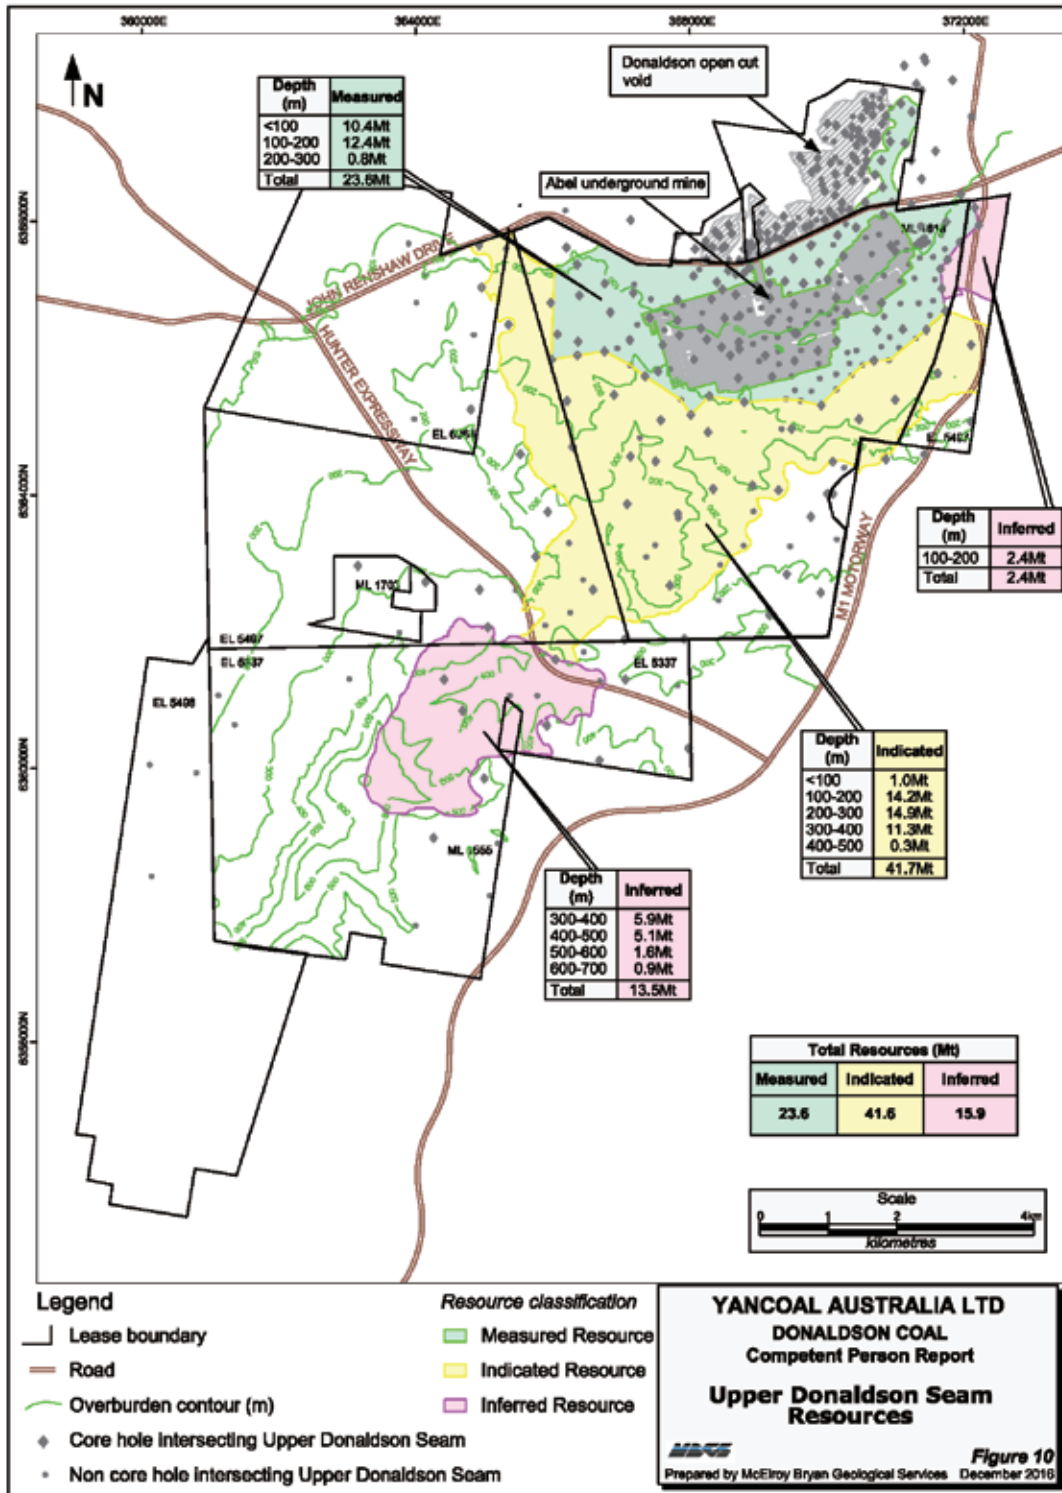 360000E 364000E 368000E 372000E
6366000N
6364000N
6360000N
6356000N
N
Depth (m) Measured
<100 10.4Mt
100-200 12.4Mt
200-300 0.8Mt
Total 23.6Mt
Donaldson open cut
void
Abel underground mine
JOHN RENSHAW DRIVE
HUNTER EXPRESSWAY
M1 MOTORWAY
ML 1703
EL 5497
EL 5337
EL 5337
EL 5498
ML 1555
Depth (m) Inferred
100-200 2.4Mt
Total 2.4Mt
Depth (m) Indicated
<100 1.0Mt
100-200 14.2Mt
200-300 14.9Mt
300-400 11.3Mt
400-500 0.3Mt
Total 41.7Mt
Depth (m) Inferred
300-400 5.9Mt
400-500 5.1Mt
500-600 1.6Mt
600-700 0.9Mt
Total 13.5Mt
Total Resources (Mt)
Measured Indicated Inferred
23.6 41.6 15.9
Scale
0 1 2 4km
kilometres
Legend
Lease boundary
Road
Overburden contour (m)
Core hole intersecting Upper Donaldson Seam
Non core hole intersecting Upper Donaldson Seam
Resource classification
Measured Resource
Indicated Resource
Inferred Resource
YANCOAL AUSTRALIA LTD
DONALDSON COAL
Competent Person Report
Upper Donaldson Seam
Resources
MBGS
Figure 10
Prepared by McElroy Bryan Geological Services December 2016